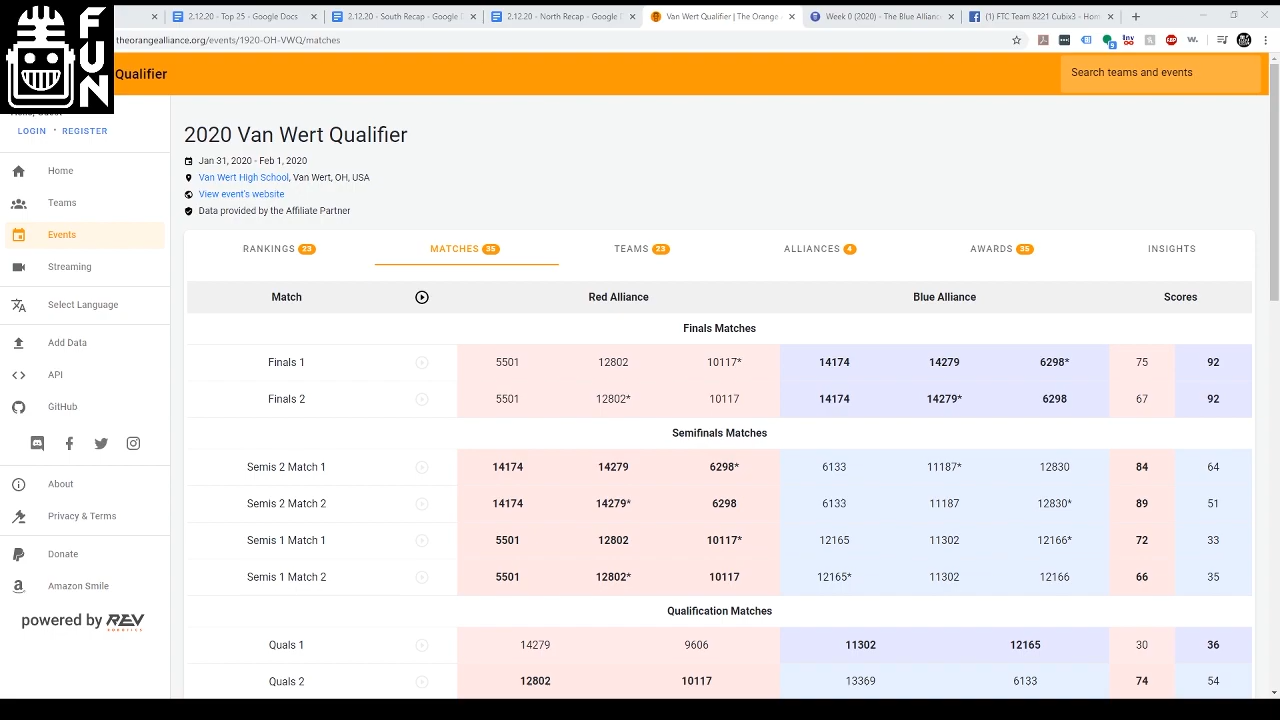 2.12.20 - Top 25 - Google Docs
2.12.20 - South Recap - Google D
2.12.20 - North Recap - Google D
Van Wert Qualifier | The Orange A
Week 0 (2020) - The Blue Alliance
(1) FTC Team 8221 Cubix3 - Hom
theorangealliance.org/events/1920-OH-VWQ/matches
FUN
Qualifier
Search teams and events
LOGIN · REGISTER
Home
Teams
Events
Streaming
Select Language
Add Data
API
GitHub
About
Privacy & Terms
Donate
Amazon Smile
powered by REV
ROBOTICS
2020 Van Wert Qualifier
Jan 31, 2020 - Feb 1, 2020
Van Wert High School, Van Wert, OH, USA
View event's website
Data provided by the Affiliate Partner
RANKINGS 23 MATCHES 35 TEAMS 23 ALLIANCES 4 AWARDS 35 INSIGHTS
Match Red Alliance Blue Alliance Scores
Finals Matches
Finals 1 5501 12802 10117* 14174 14279 6298* 75 92
Finals 2 5501 12802* 10117 14174 14279* 6298 67 92
Semifinals Matches
Semis 2 Match 1 14174 14279 6298* 6133 11187* 12830 84 64
Semis 2 Match 2 14174 14279* 6298 6133 11187 12830* 89 51
Semis 1 Match 1 5501 12802 10117* 12165 11302 12166* 72 33
Semis 1 Match 2 5501 12802* 10117 12165* 11302 12166 66 35
Qualification Matches
Quals 1 14279 9606 11302 12165 30 36
Quals 2 12802 10117 13369 6133 74 54